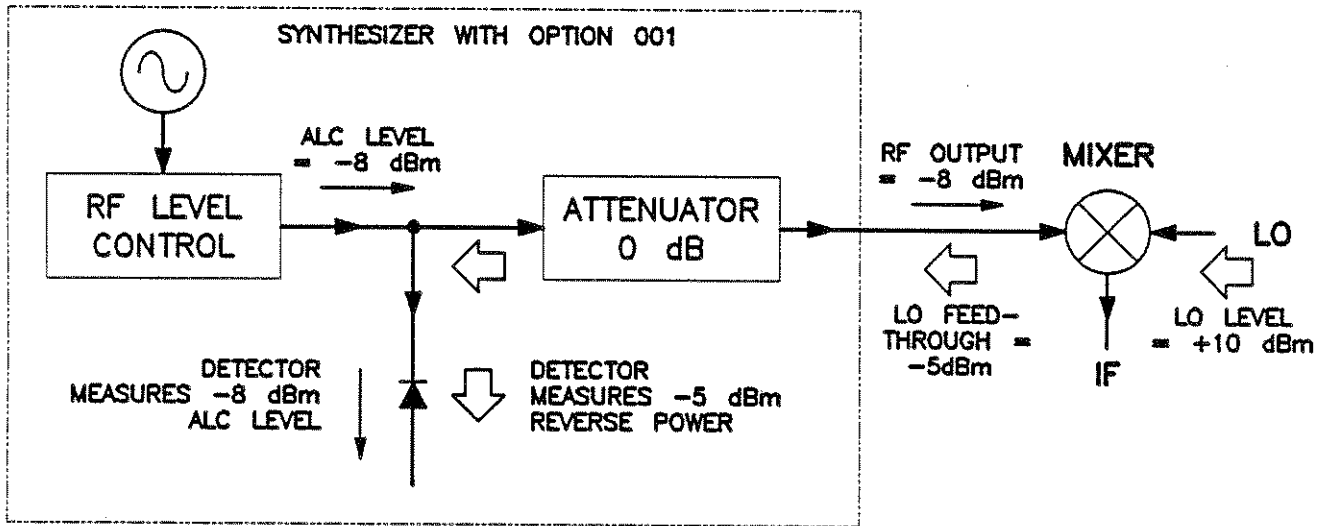 SYNTHESIZER WITH OPTION 001
ALC LEVEL
= -8 dBm
RF LEVEL
CONTROL
ATTENUATOR
0 dB
RF OUTPUT
= -8 dBm
MIXER
LO
LO FEED-
THROUGH =
-5dBm
LO LEVEL
= +10 dBm
IF
DETECTOR
MEASURES -8 dBm
ALC LEVEL
DETECTOR
MEASURES -5 dBm
REVERSE POWER